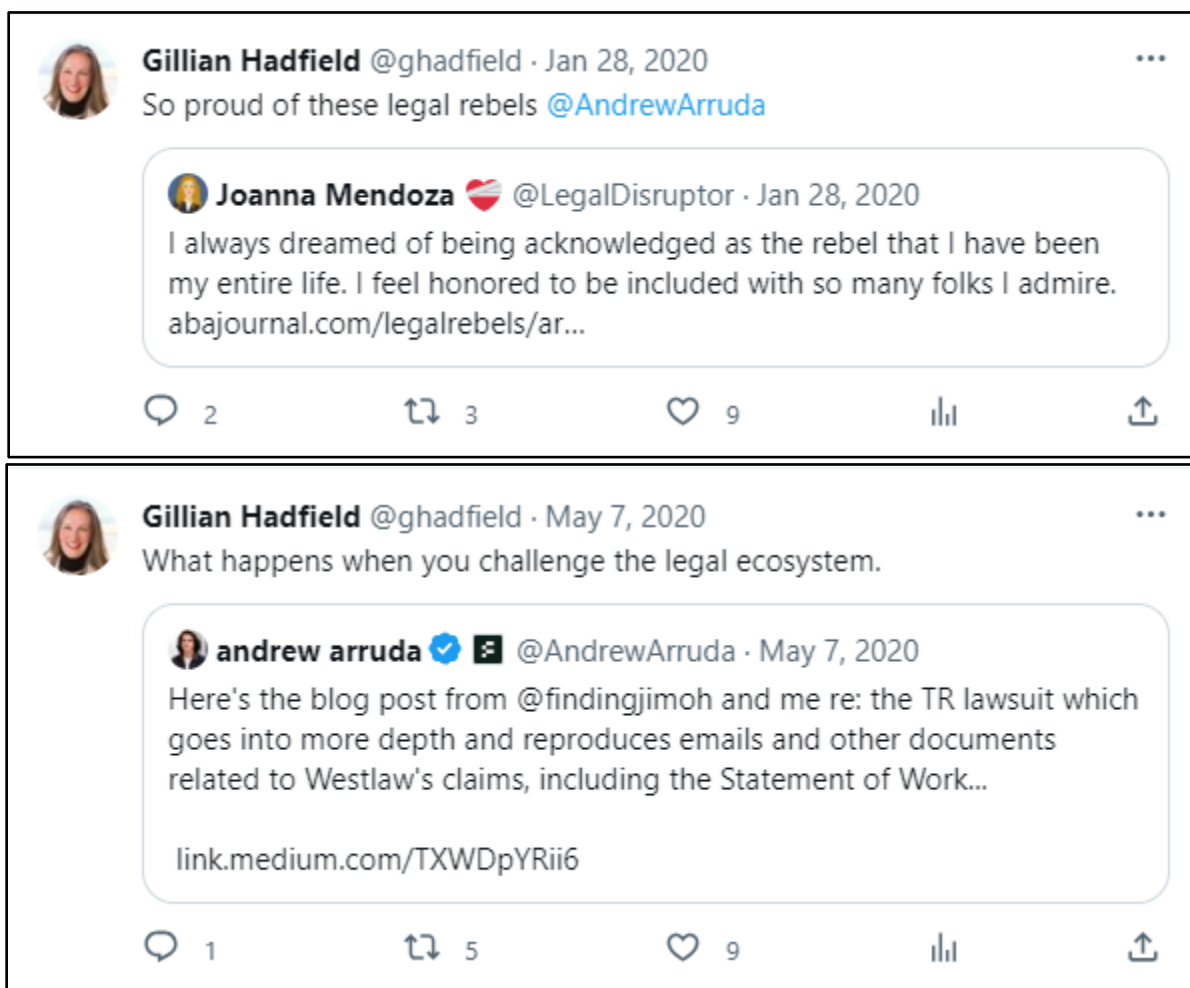 Gillian Hadfield @ghadfield · Jan 28, 2020
So proud of these legal rebels @AndrewArruda
Joanna Mendoza @LegalDisruptor · Jan 28, 2020
I always dreamed of being acknowledged as the rebel that I have been
my entire life. I feel honored to be included with so many folks I admire.
abajournal.com/legalrebels/ar...
2 3 9
Gillian Hadfield @ghadfield · May 7, 2020
What happens when you challenge the legal ecosystem.
andrew arruda @AndrewArruda · May 7, 2020
Here's the blog post from @findingjimoh and me re: the TR lawsuit which
goes into more depth and reproduces emails and other documents
related to Westlaw's claims, including the Statement of Work...
link.medium.com/TXWDpYRii6
1 5 9